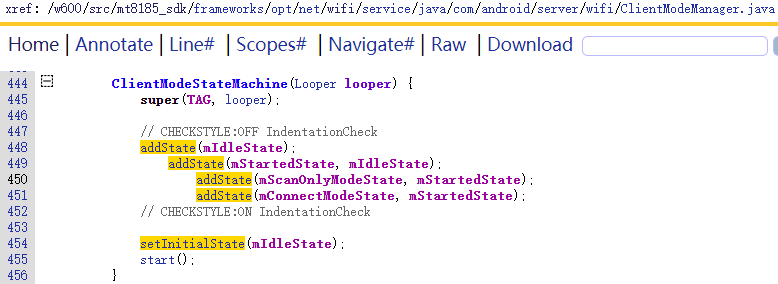 xref: /w600/src/mt8185_sdk/frameworks/opt/net/wifi/service/java/com/android/server/wifi/ClientModeManager.java
Home | Annotate | Line# | Scopes# | Navigate# | Raw | Download
444 ClientModeStateMachine(Looper looper) {
445 super(TAG, looper);
446
447 // CHECKSTYLE:OFF IndentationCheck
448 addState(mIdleState);
449 addState(mStartedState, mIdleState);
450 addState(mScanOnlyModeState, mStartedState);
451 addState(mConnectModeState, mStartedState);
452 // CHECKSTYLE:ON IndentationCheck
453
454 setInitialState(mIdleState);
455 start();
456 }